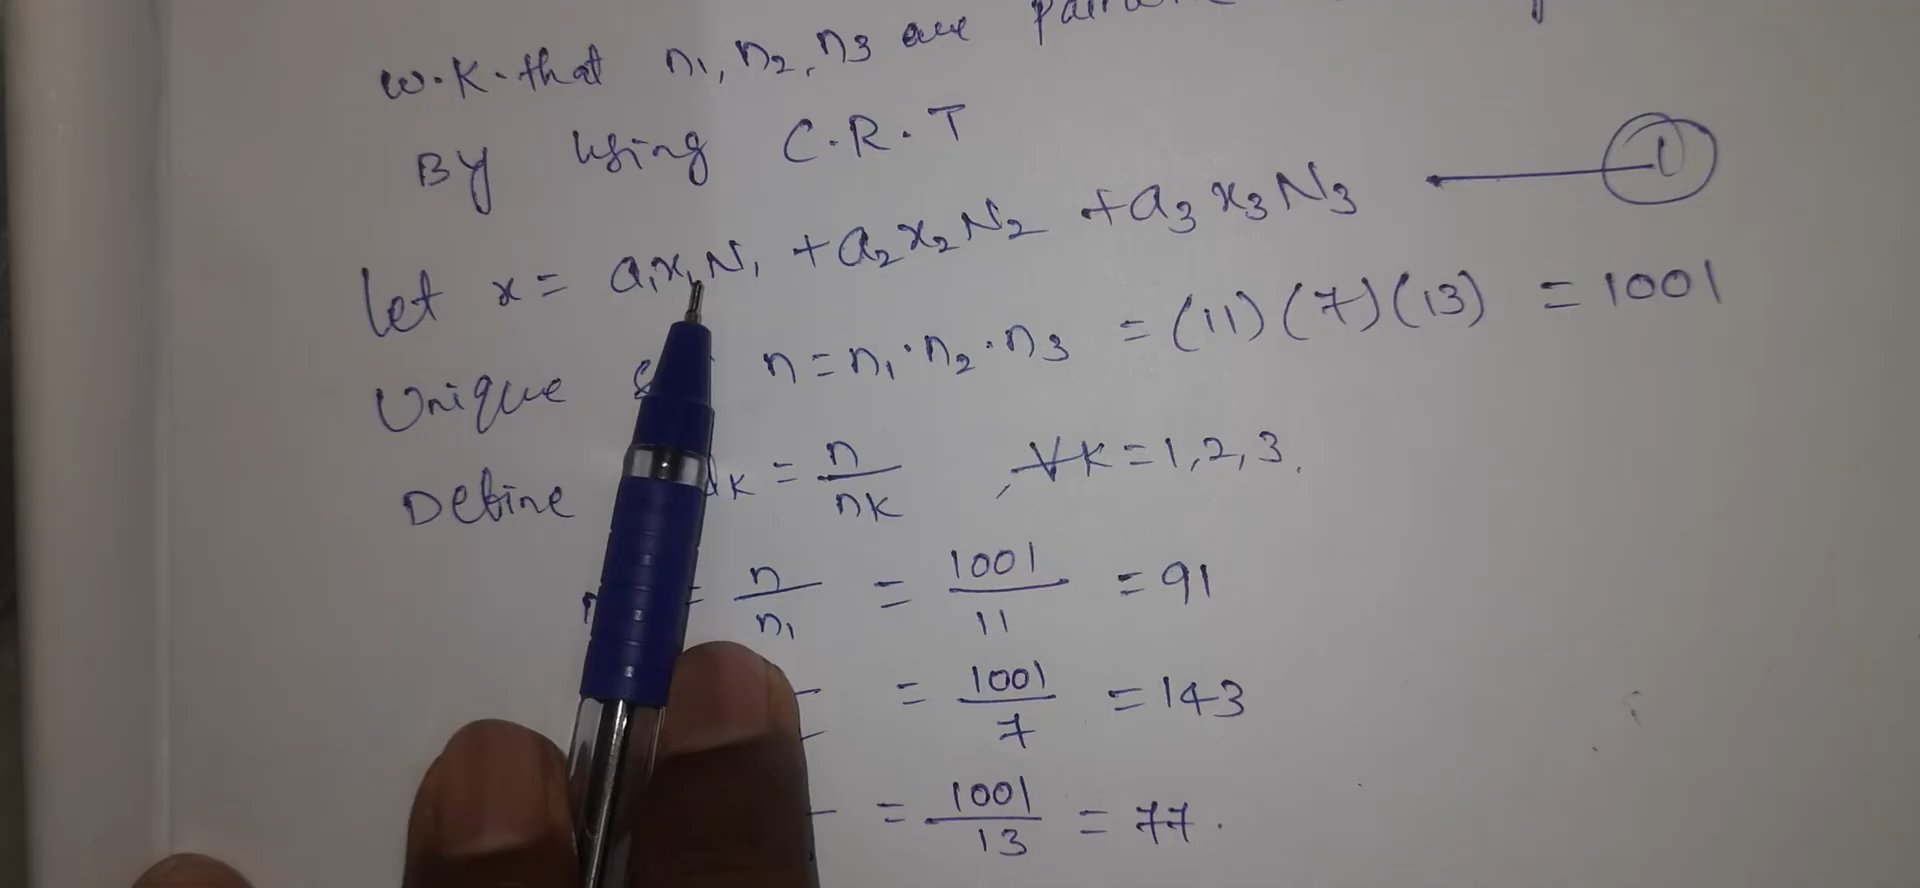 w.k.that n1, n2, n3 are
By using C.R.T
Let x = a1x1N1 + a2x2N2 + a3x3N3 ——— 1
Unique n = n1·n2·n3 = (11)(7)(13) = 1001
Define k = n/nk , ∀k = 1,2,3.
= n/n1 = 1001/11 = 91
= 1001/7 = 143
= 1001/13 = 77.